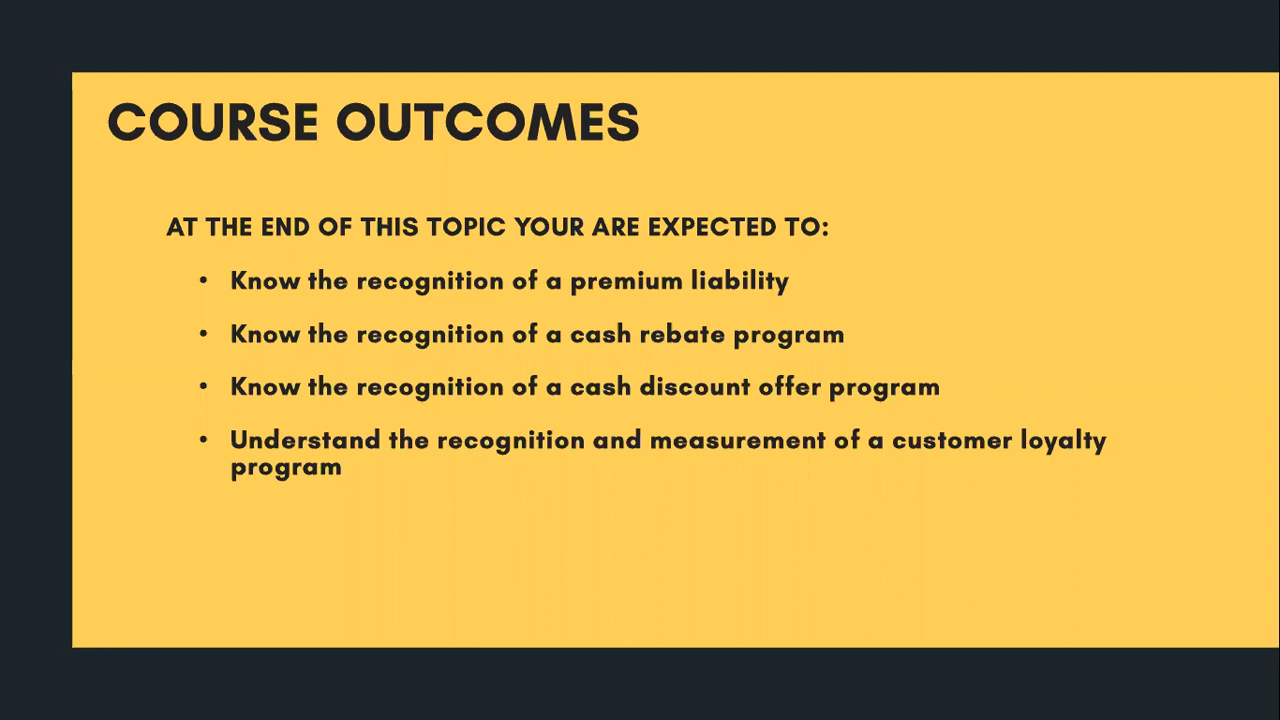 COURSE OUTCOMES
AT THE END OF THIS TOPIC YOUR ARE EXPECTED TO:
• Know the recognition of a premium liability
• Know the recognition of a cash rebate program
• Know the recognition of a cash discount offer program
• Understand the recognition and measurement of a customer loyalty
program